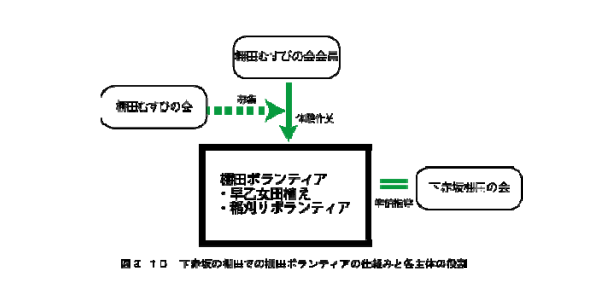 棚田むすびの会会員
棚田むすびの会
募集
体験作業
棚田ボランティア
・早乙女田植え
・稲刈りボランティア
下赤坂棚田の会
準備指導
図3 10 下赤坂の棚田での棚田ボランティアの仕組みと各主体の役割